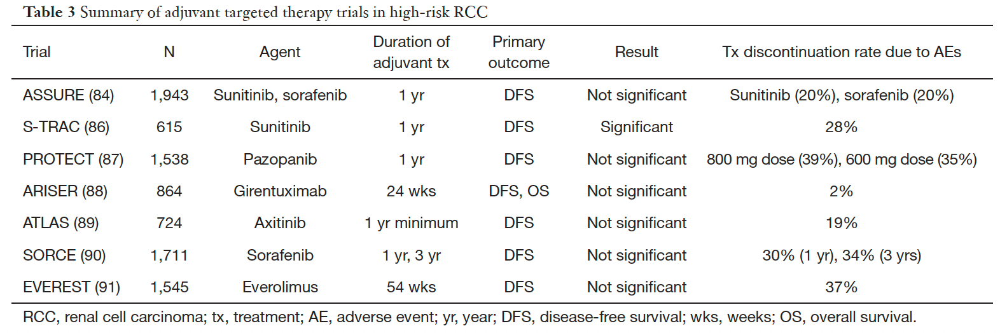 Table 3 Summary of adjuvant targeted therapy trials in high-risk RCC
Trial N Agent Duration of adjuvant tx Primary outcome Result Tx discontinuation rate due to AEs
ASSURE (84) 1,943 Sunitinib, sorafenib 1 yr DFS Not significant Sunitinib (20%), sorafenib (20%)
S-TRAC (86) 615 Sunitinib 1 yr DFS Significant 28%
PROTECT (87) 1,538 Pazopanib 1 yr DFS Not significant 800 mg dose (39%), 600 mg dose (35%)
ARISER (88) 864 Girentuximab 24 wks DFS, OS Not significant 2%
ATLAS (89) 724 Axitinib 1 yr minimum DFS Not significant 19%
SORCE (90) 1,711 Sorafenib 1 yr, 3 yr DFS Not significant 30% (1 yr), 34% (3 yrs)
EVEREST (91) 1,545 Everolimus 54 wks DFS Not significant 37%
RCC, renal cell carcinoma; tx, treatment; AE, adverse event; yr, year; DFS, disease-free survival; wks, weeks; OS, overall survival.